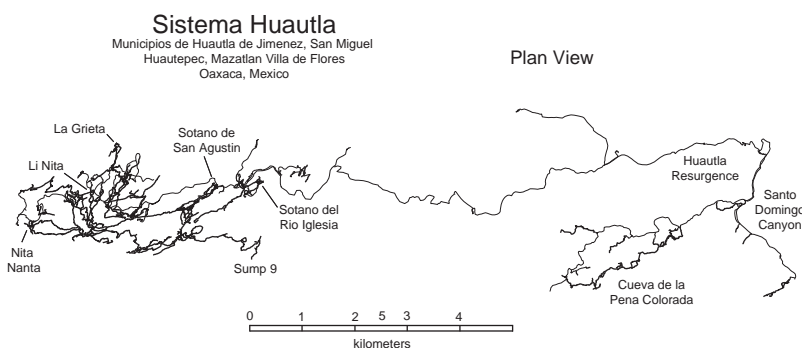 Sistema Huautla
Municipios de Huautla de Jimenez, San Miguel
Huautepec, Mazatlan Villa de Flores
Oaxaca, Mexico
Plan View
La Grieta
Sotano de
San Agustin
Li Nita
Huautla
Resurgence
Santo
Domingo
Canyon
Sotano del
Rio Iglesia
Nita
Nanta
Sump 9
Cueva de la
Pena Colorada
0 1 2 5 3 4
kilometers